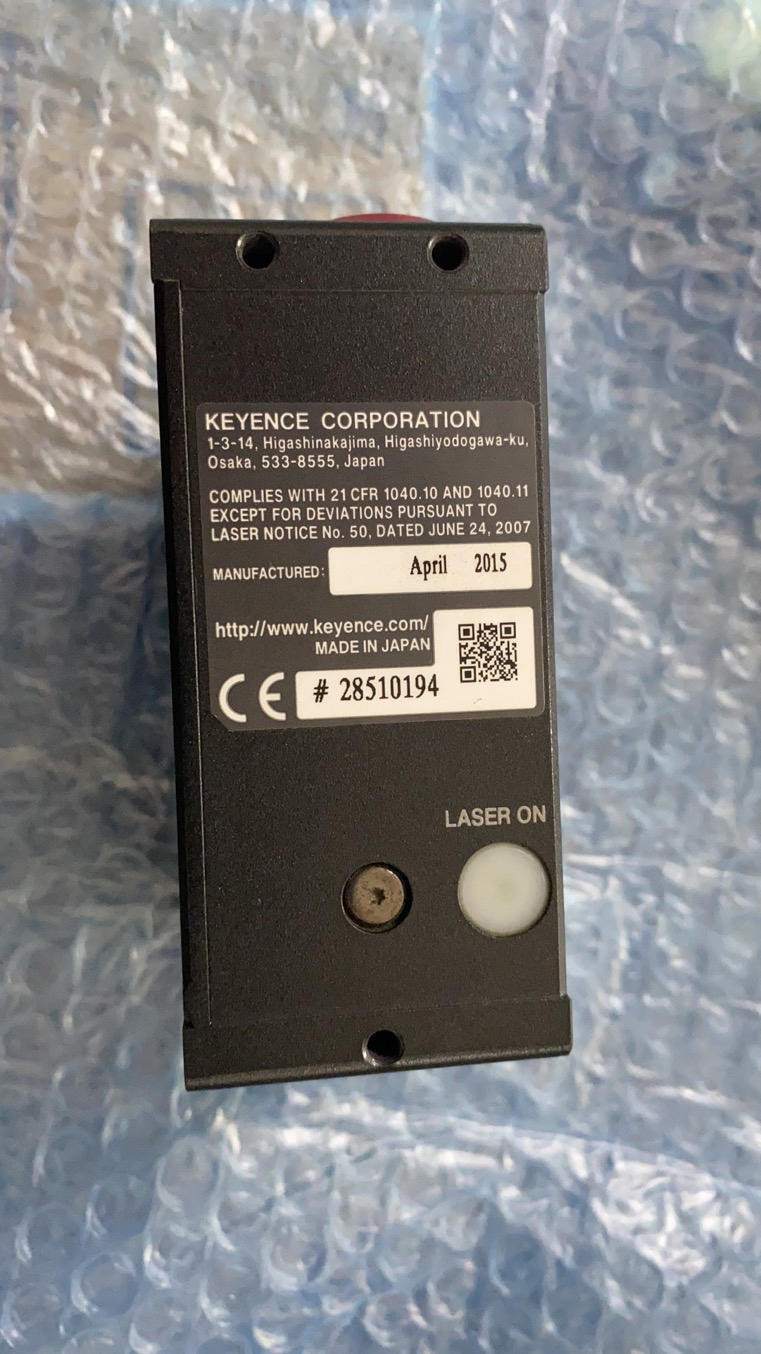 KEYENCE CORPORATION
1-3-14, Higashinakajima, Higashiyodogawa-ku,
Osaka, 533-8555, Japan
COMPLIES WITH 21 CFR 1040.10 AND 1040.11
EXCEPT FOR DEVIATIONS PURSUANT TO
LASER NOTICE No. 50, DATED JUNE 24, 2007
MANUFACTURED: April 2015
http://www.keyence.com/
MADE IN JAPAN
CE # 28510194
LASER ON